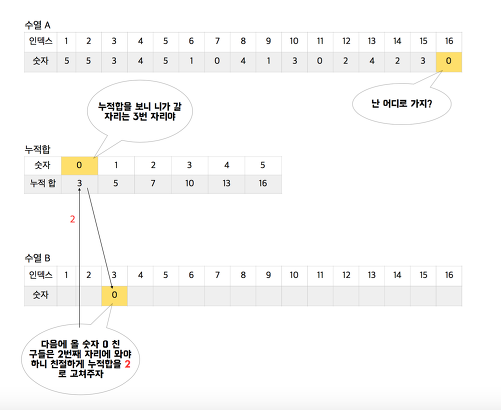 수열 A
인덱스 1 2 3 4 5 6 7 8 9 10 11 12 13 14 15 16
숫자 5 5 3 4 5 1 0 4 1 3 0 2 4 2 3 0
누적합을 보니 니가 갈
자리는 3번 자리야
난 어디로 가지?
누적합
숫자 0 1 2 3 4 5
누적 합 3 5 7 10 13 16
2
수열 B
인덱스 1 2 3 4 5 6 7 8 9 10 11 12 13 14 15 16
숫자 0
다음에 올 숫자 0 친
구들은 2번째 자리에 와야
하니 친절하게 누적합을 2
로 고쳐주자